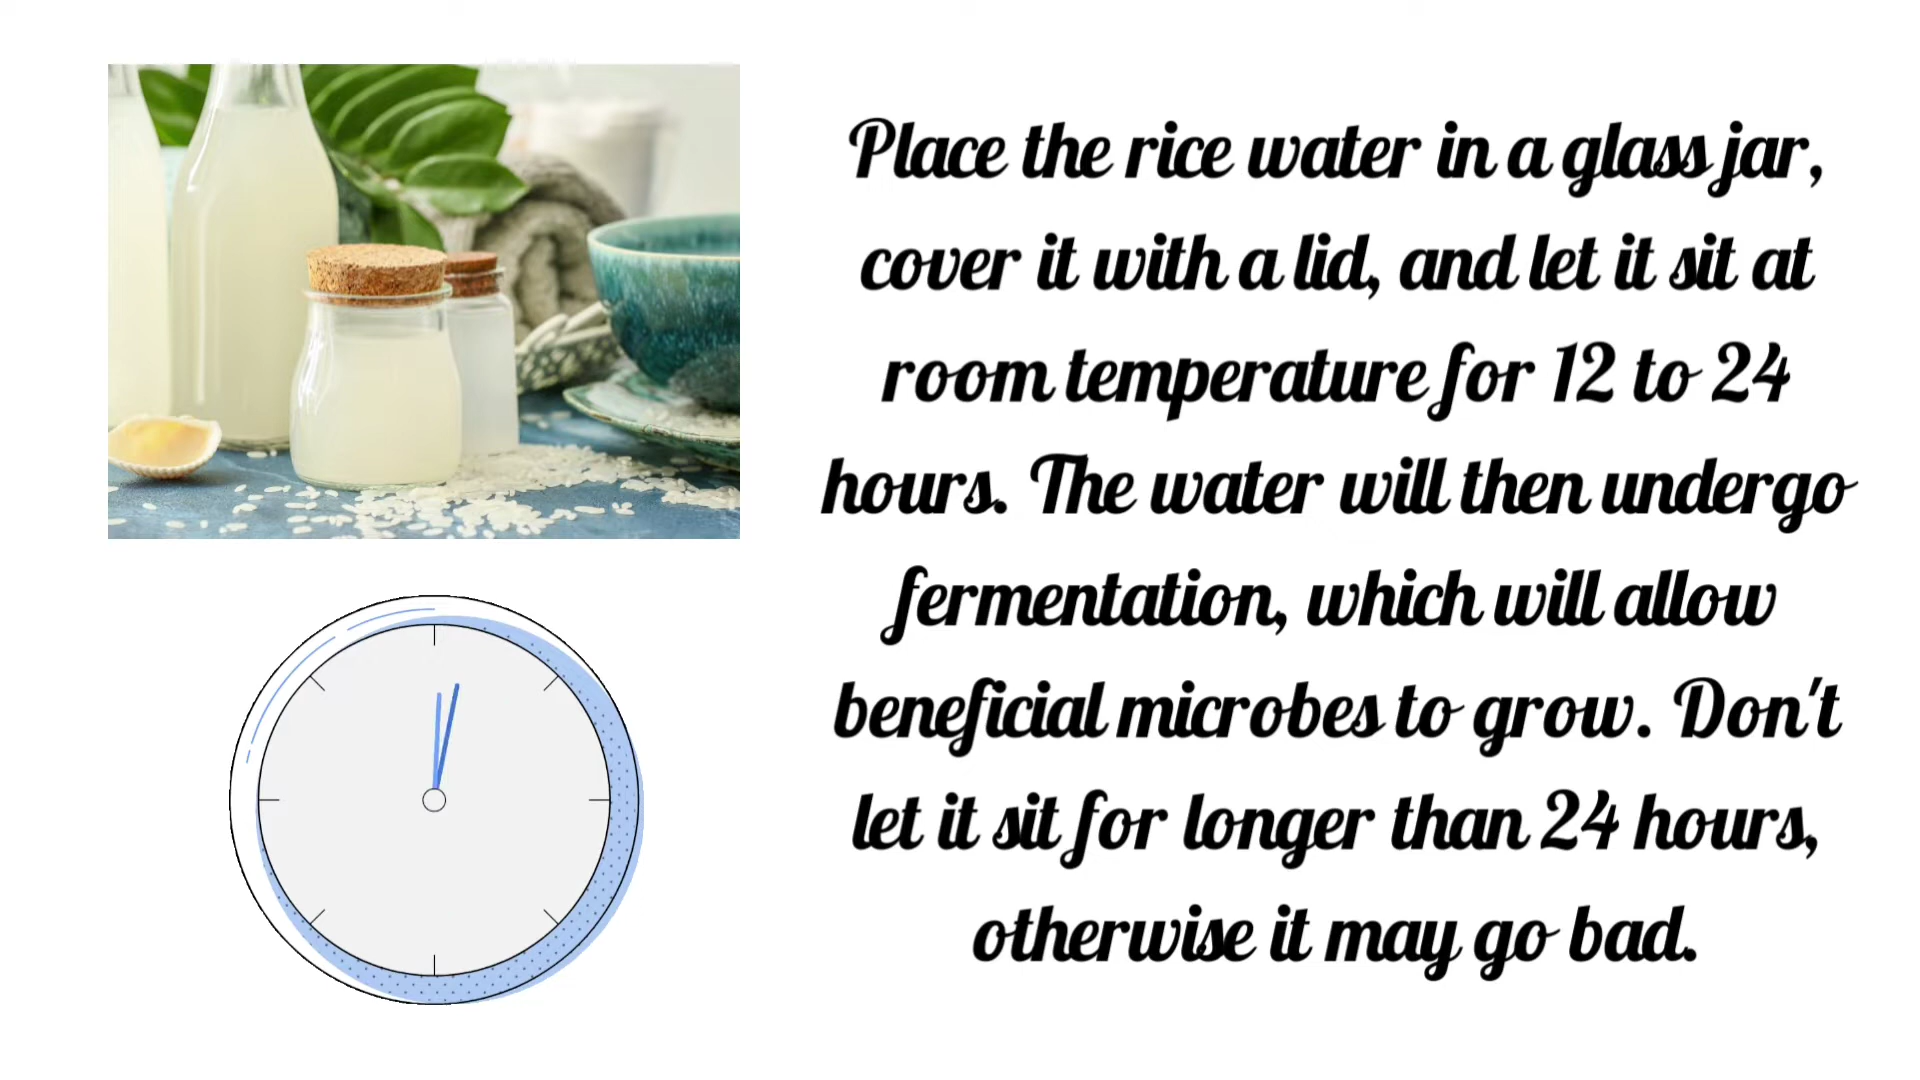 Place the rice water in a glass jar,
cover it with a lid, and let it sit at
room temperature for 12 to 24
hours. The water will then undergo
fermentation, which will allow
beneficial microbes to grow. Don't
let it sit for longer than 24 hours,
otherwise it may go bad.